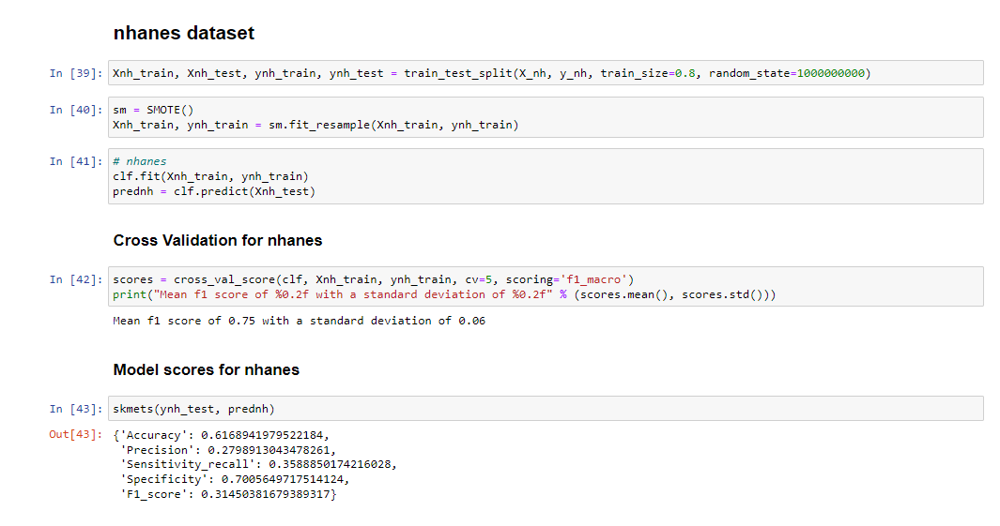 nhanes dataset
In [39]: Xnh_train, Xnh_test, ynh_train, ynh_test = train_test_split(X_nh, y_nh, train_size=0.8, random_state=1000000000)
In [40]: sm = SMOTE()
Xnh_train, ynh_train = sm.fit_resample(Xnh_train, ynh_train)
In [41]: # nhanes
clf.fit(Xnh_train, ynh_train)
prednh = clf.predict(Xnh_test)
Cross Validation for nhanes
In [42]: scores = cross_val_score(clf, Xnh_train, ynh_train, cv=5, scoring='f1_macro')
print("Mean f1 score of %0.2f with a standard deviation of %0.2f" % (scores.mean(), scores.std()))
Mean f1 score of 0.75 with a standard deviation of 0.06
Model scores for nhanes
In [43]: skmets(ynh_test, prednh)
Out[43]: {'Accuracy': 0.6168941979522184,
'Precision': 0.2798913043478261,
'Sensitivity_recall': 0.3588850174216028,
'Specificity': 0.7005649717514124,
'F1_score': 0.31450381679389317}